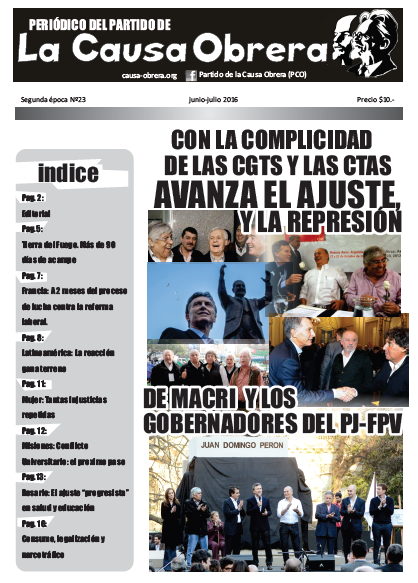 PERIÓDICO DEL PARTIDO DE
La Causa Obrera
causa-obrera.org
f Partido de la Causa Obrera (PCO)
Segunda época Nº23
junio-julio 2016
Precio $10.-
indice
Pag. 2:
Editorial
Pag.5:
Tierra del Fuego. Más de 90
días de acampe
Pag. 7:
Francia: A 2 meses del proceso
de lucha contra la reforma
laboral.
Pag. 8:
Latinoamérica: La reacción
gana terreno
Pag. 11:
Mujer: Tantas injusticias
repetidas
Pag. 12:
Misiones: Conflicto
Universitario: el proximo paso
Pag.13:
Rosario: El ajuste "progresista"
en salud y educación
Pag. 16:
Consumo, legalización y
narcotráfico
CON LA COMPLICIDAD
DE LAS CGTS Y LAS CTAS
AVANZA EL AJUSTE,
Y LA REPRESIÓN
DE MACRI Y LOS
GOBERNADORES DEL PJ-FPV
JUAN DOMINGO PERON